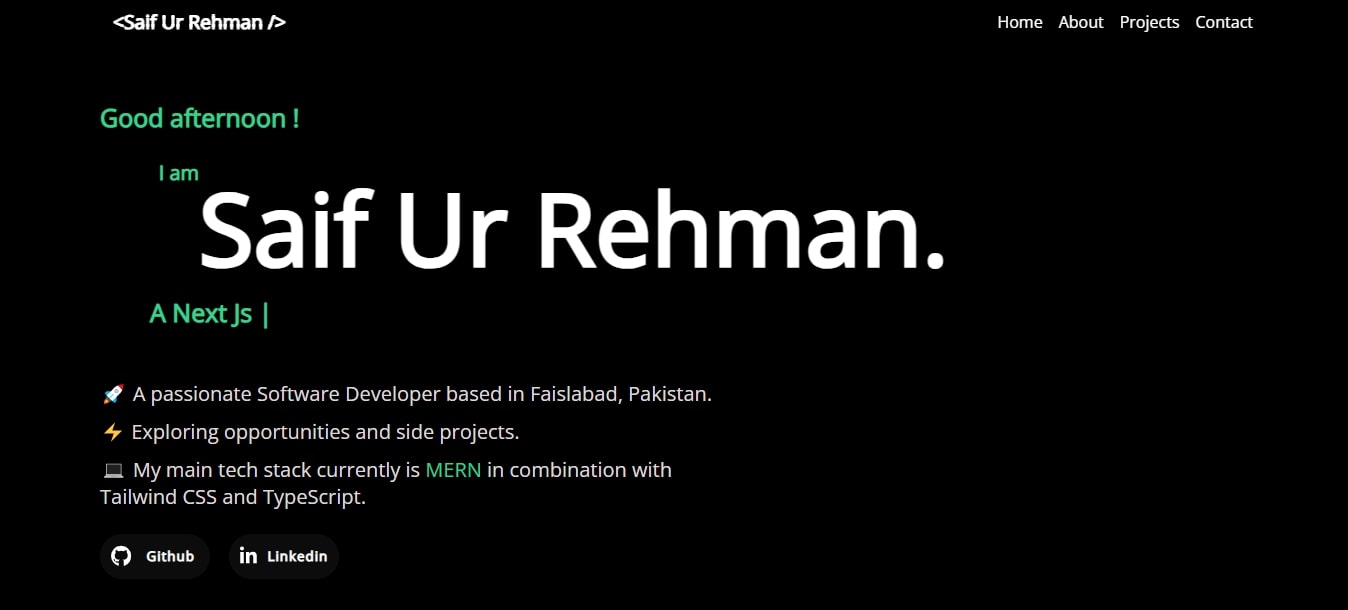 <Saif Ur Rehman />
Home About Projects Contact
Good afternoon !
I am
Saif Ur Rehman.
A Next Js |
🚀 A passionate Software Developer based in Faislabad, Pakistan.
⚡ Exploring opportunities and side projects.
💻 My main tech stack currently is MERN in combination with
Tailwind CSS and TypeScript.
Github
Linkedin